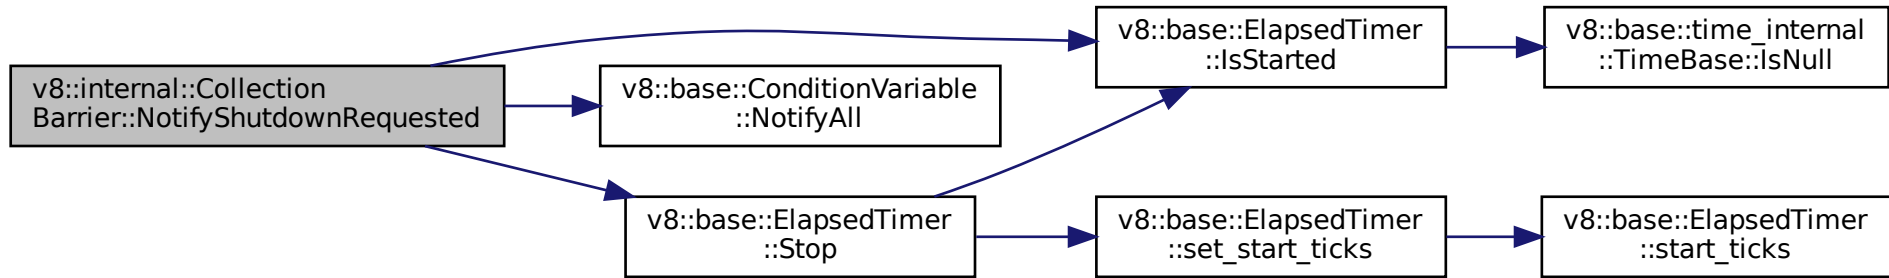 v8::internal::Collection
Barrier::NotifyShutdownRequested
v8::base::ConditionVariable
::NotifyAll
v8::base::ElapsedTimer
::Stop
v8::base::ElapsedTimer
::IsStarted
v8::base::ElapsedTimer
::set_start_ticks
v8::base::time_internal
::TimeBase::IsNull
v8::base::ElapsedTimer
::start_ticks